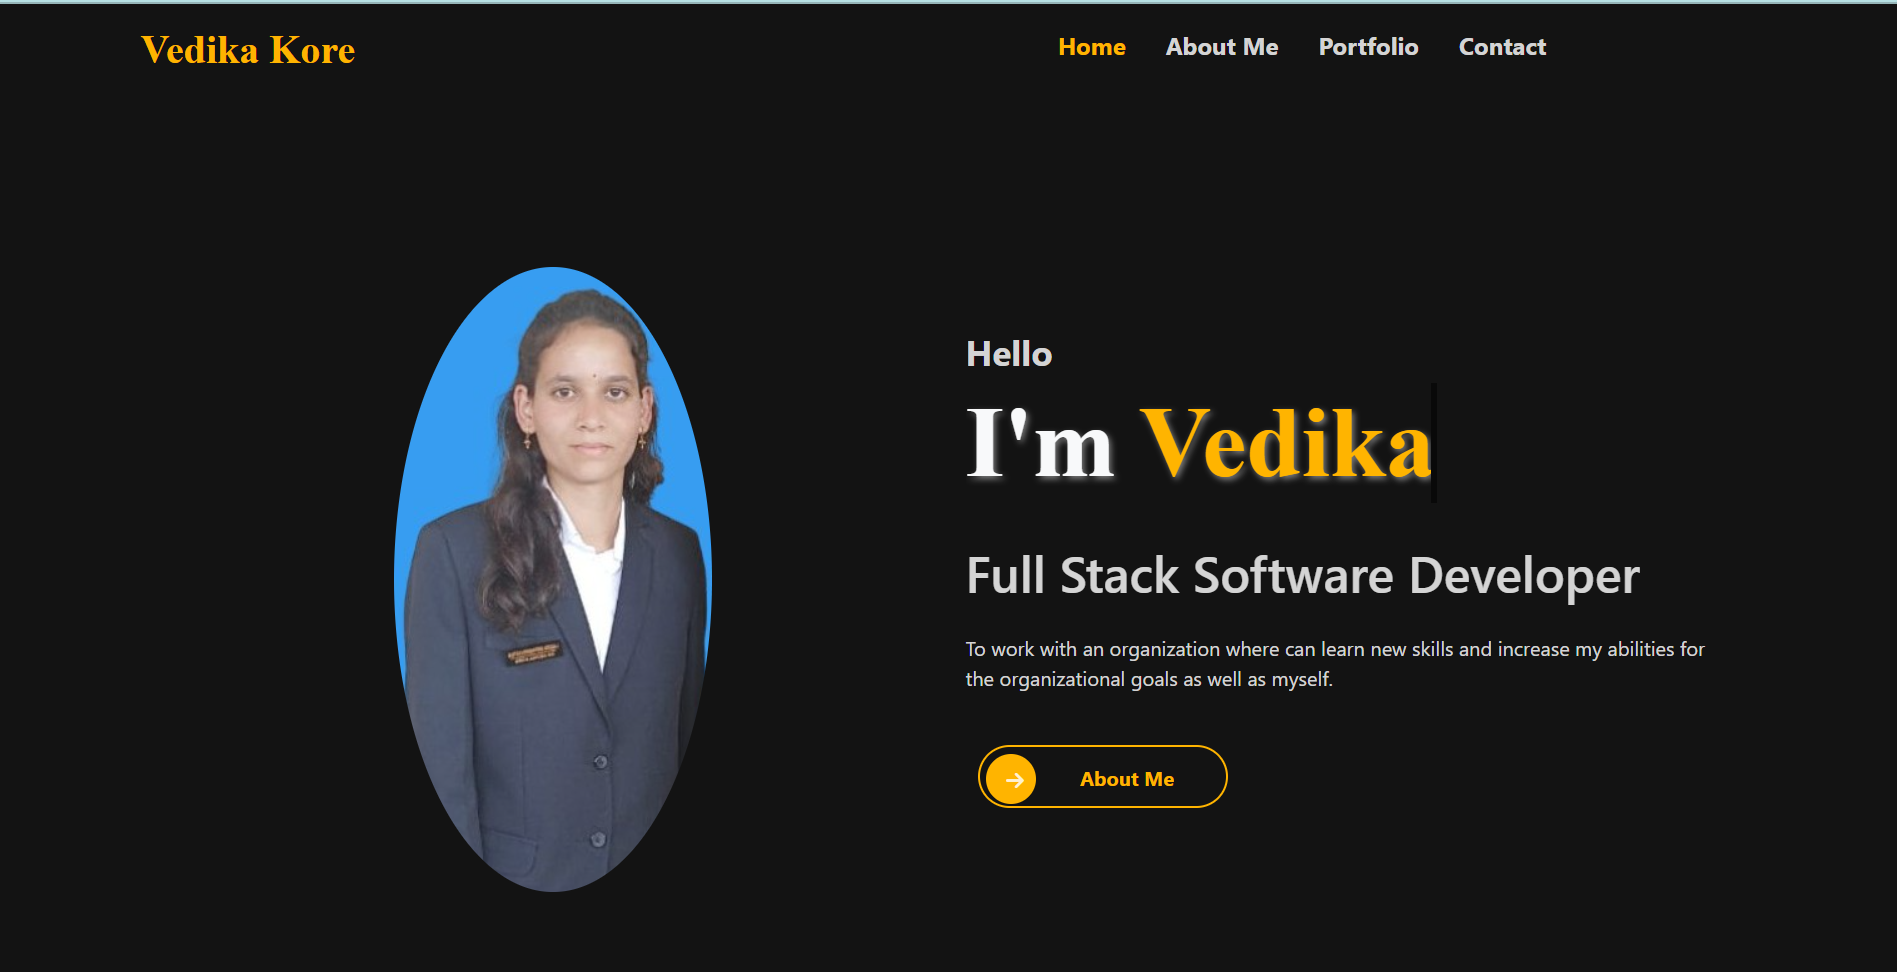 Vedika Kore
Home About Me Portfolio Contact
Hello
I'm Vedika
Full Stack Software Developer
To work with an organization where can learn new skills and increase my abilities for
the organizational goals as well as myself.
About Me